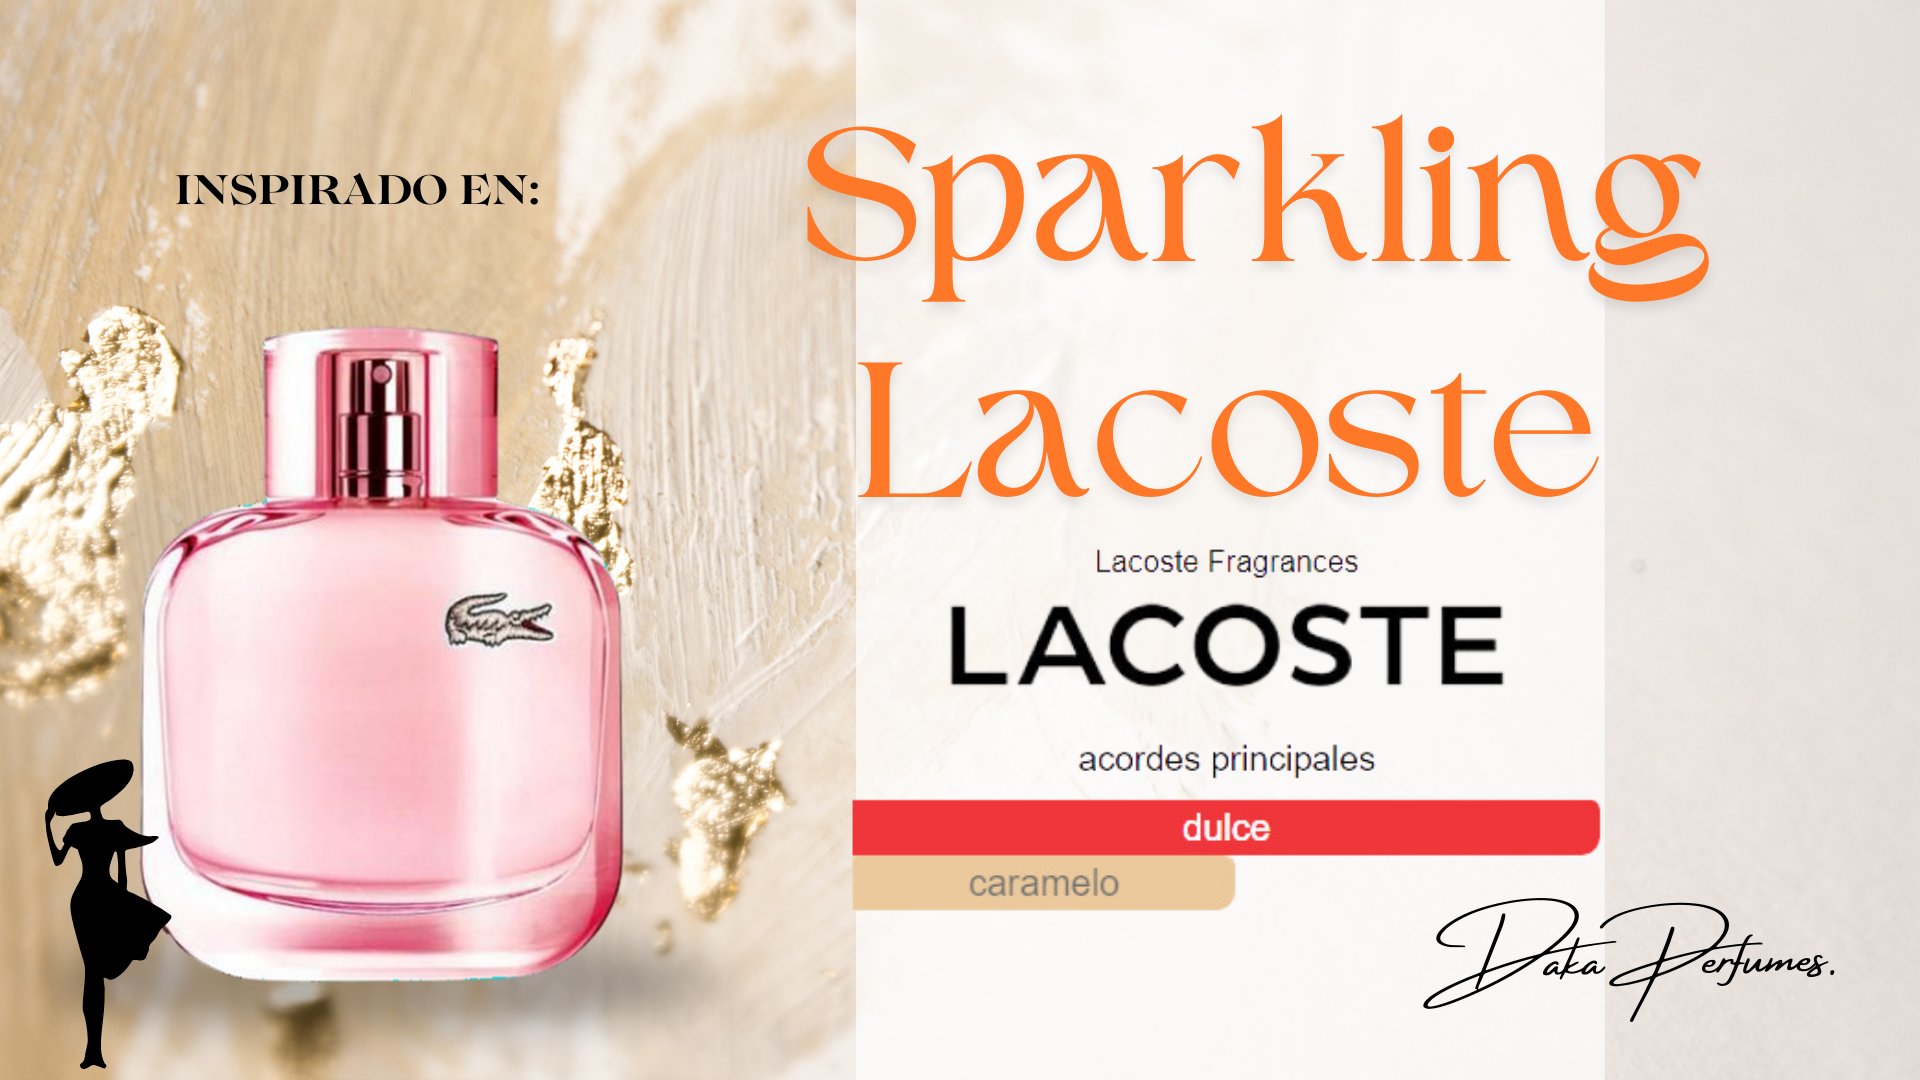 INSPIRADO EN:
Sparkling
Lacoste
Lacoste Fragrances
LACOSTE
acordes principales
dulce
caramelo
Daka Perfumes.